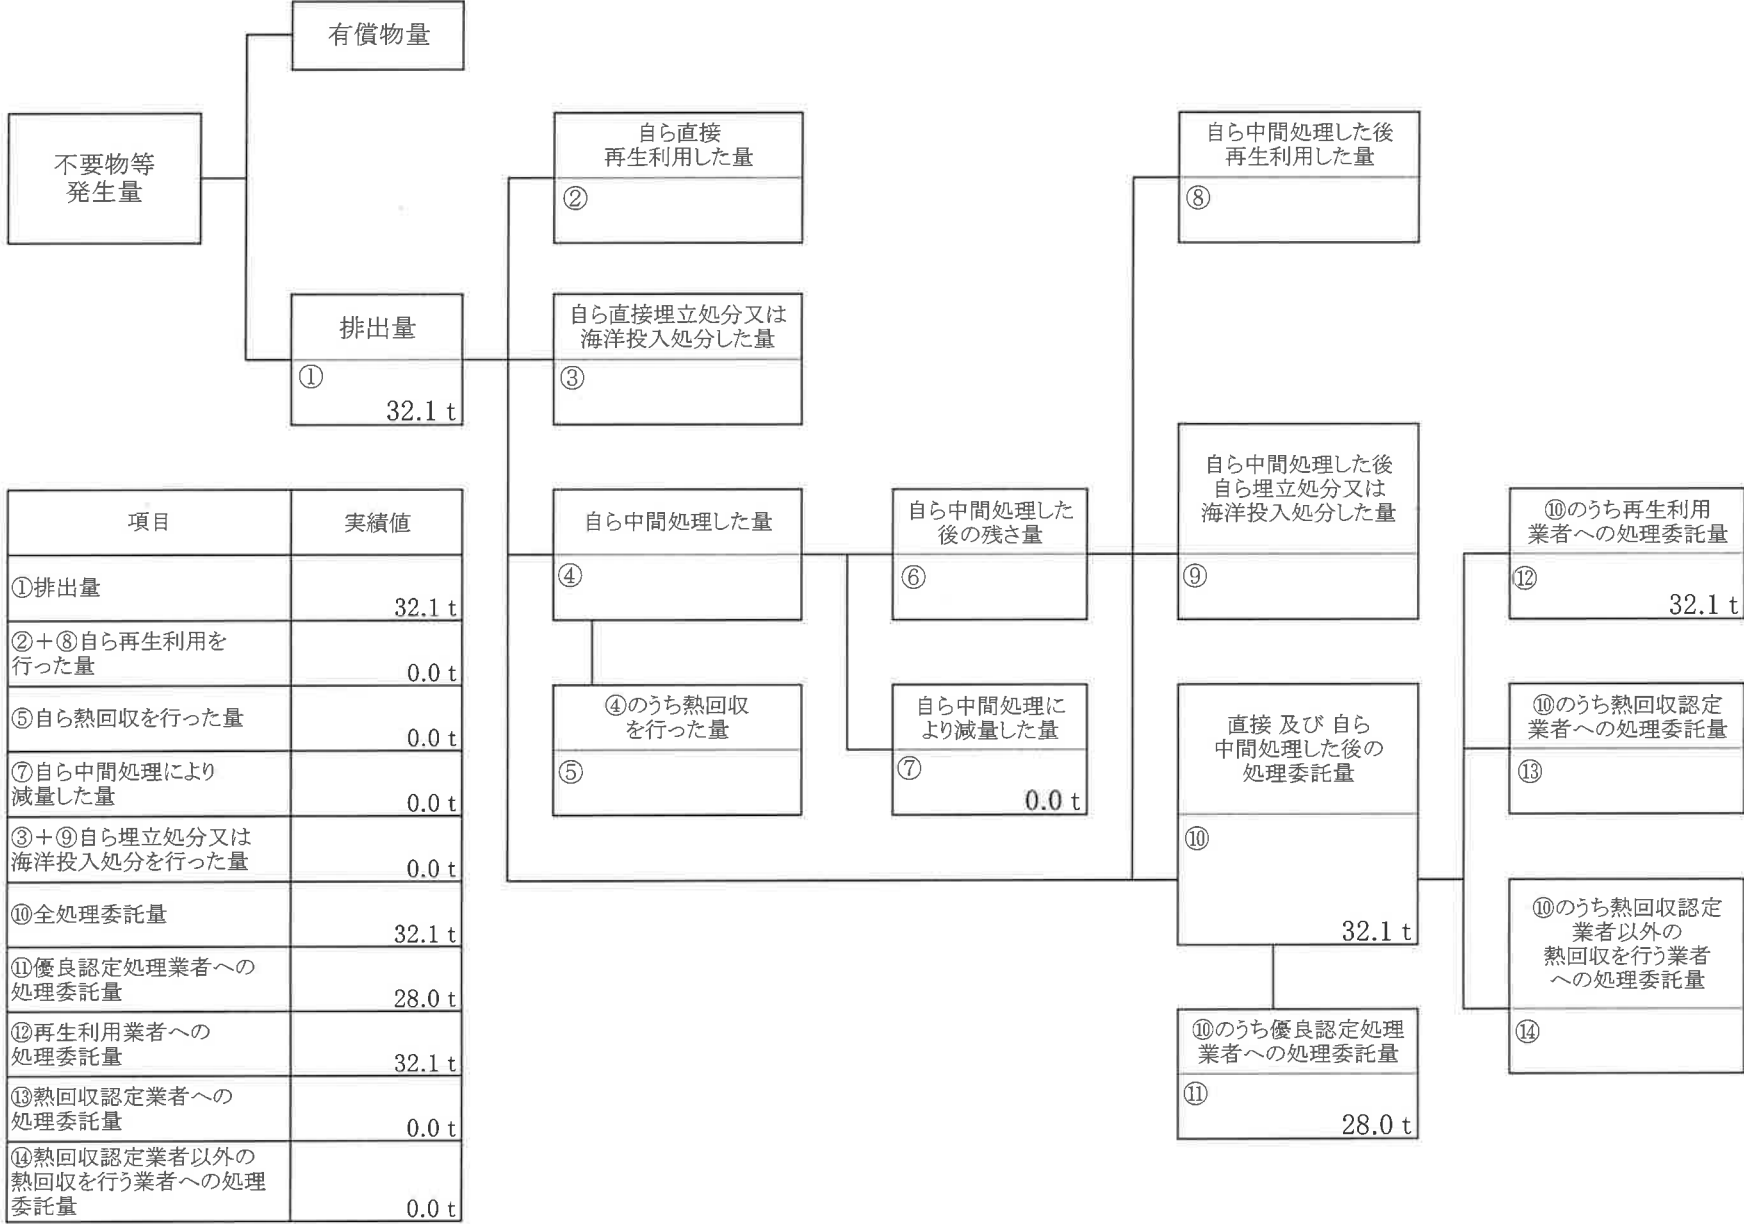 有償物量
不要物等
発生量
自ら直接
再生利用した量
②
自ら中間処理した後
再生利用した量
⑧
排出量
①
32.1 t
自ら直接埋立処分又は
海洋投入処分した量
③
自ら中間処理した量
④
自ら中間処理した
後の残さ量
⑥
自ら中間処理した後
自ら埋立処分又は
海洋投入処分した量
⑨
⑩のうち再生利用
業者への処理委託量
⑫
32.1 t
④のうち熱回収
を行った量
⑤
自ら中間処理に
より減量した量
⑦
0.0 t
直接 及び 自ら
中間処理した後の
処理委託量
⑩
32.1 t
⑩のうち熱回収認定
業者への処理委託量
⑬
⑩のうち熱回収認定
業者以外の
熱回収を行う業者
への処理委託量
⑭
⑩のうち優良認定処理
業者への処理委託量
⑪
28.0 t
項目 実績値
①排出量
32.1 t
②+⑧自ら再生利用を
行った量
0.0 t
⑤自ら熱回収を行った量
0.0 t
⑦自ら中間処理により
減量した量
0.0 t
③+⑨自ら埋立処分又は
海洋投入処分を行った量
0.0 t
⑩全処理委託量
32.1 t
⑪優良認定処理業者への
処理委託量
28.0 t
⑫再生利用業者への
処理委託量
32.1 t
⑬熱回収認定業者への
処理委託量
0.0 t
⑭熱回収認定業者以外の
熱回収を行う業者への処理
委託量
0.0 t